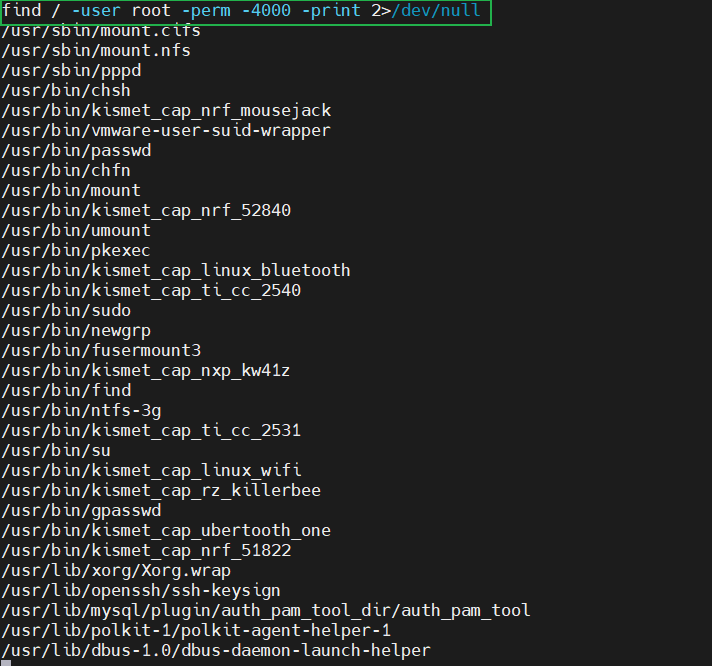 find / -user root -perm -4000 -print 2>/dev/null
/usr/sbin/mount.cifs
/usr/sbin/mount.nfs
/usr/sbin/pppd
/usr/bin/chsh
/usr/bin/kismet_cap_nrf_mousejack
/usr/bin/vmware-user-suid-wrapper
/usr/bin/passwd
/usr/bin/chfn
/usr/bin/mount
/usr/bin/kismet_cap_nrf_52840
/usr/bin/umount
/usr/bin/pkexec
/usr/bin/kismet_cap_linux_bluetooth
/usr/bin/kismet_cap_ti_cc_2540
/usr/bin/sudo
/usr/bin/newgrp
/usr/bin/fusermount3
/usr/bin/kismet_cap_nxp_kw41z
/usr/bin/find
/usr/bin/ntfs-3g
/usr/bin/kismet_cap_ti_cc_2531
/usr/bin/su
/usr/bin/kismet_cap_linux_wifi
/usr/bin/kismet_cap_rz_killerbee
/usr/bin/gpasswd
/usr/bin/kismet_cap_ubertooth_one
/usr/bin/kismet_cap_nrf_51822
/usr/lib/xorg/Xorg.wrap
/usr/lib/openssh/ssh-keysign
/usr/lib/mysql/plugin/auth_pam_tool_dir/auth_pam_tool
/usr/lib/polkit-1/polkit-agent-helper-1
/usr/lib/dbus-1.0/dbus-daemon-launch-helper